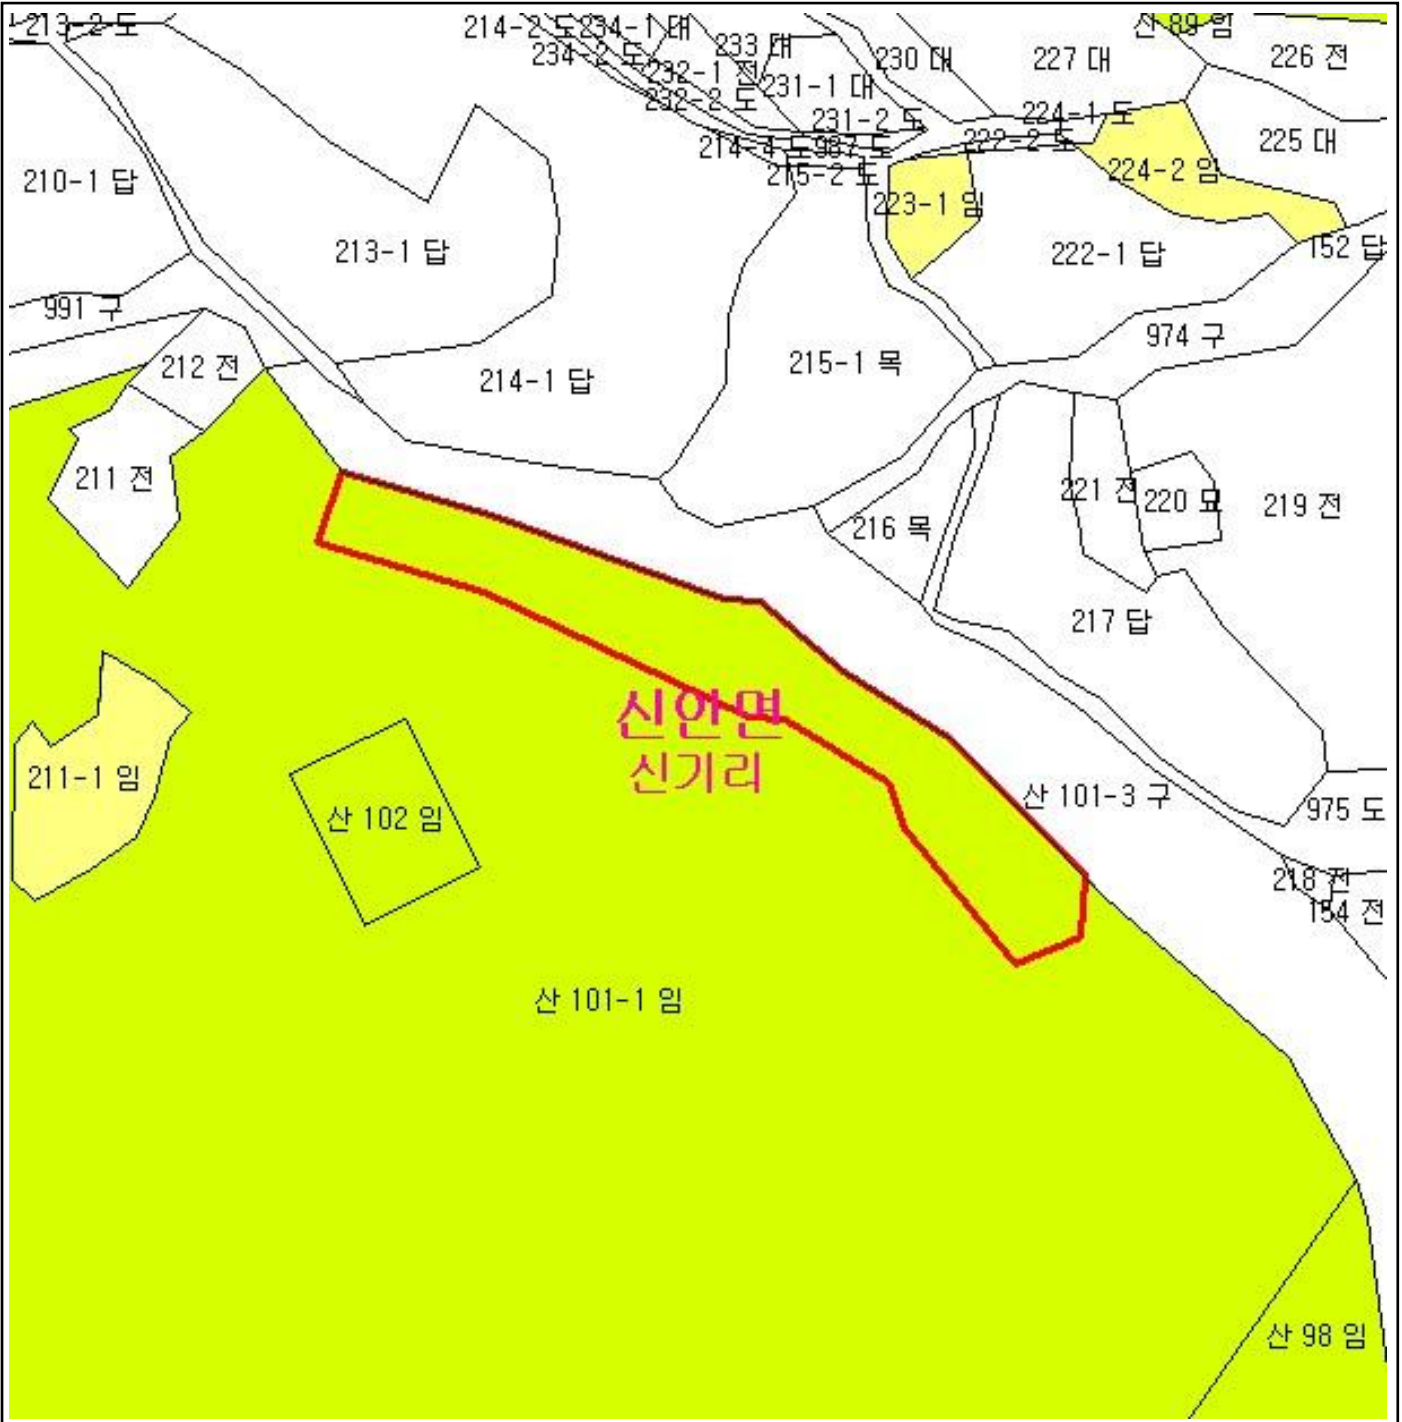 213-2 도
214-2 도
234-1 대
산 89 임
234-2 도
233 대
230 대
227 대
226 전
232-1 전
231-1 대
232-2 도
231-2 도
224-1 도
214-4 도
987 도
222-2 도
225 대
210-1 답
215-2 도
224-2 임
223-1 임
213-1 답
222-1 답
152 답
991 구
974 구
212 전
215-1 목
214-1 답
211 전
221 전
220 묘
219 전
216 목
217 답
신안면
신기리
211-1 임
산 102 임
산 101-3 구
975 도
218 전
154 전
산 101-1 임
산 98 임